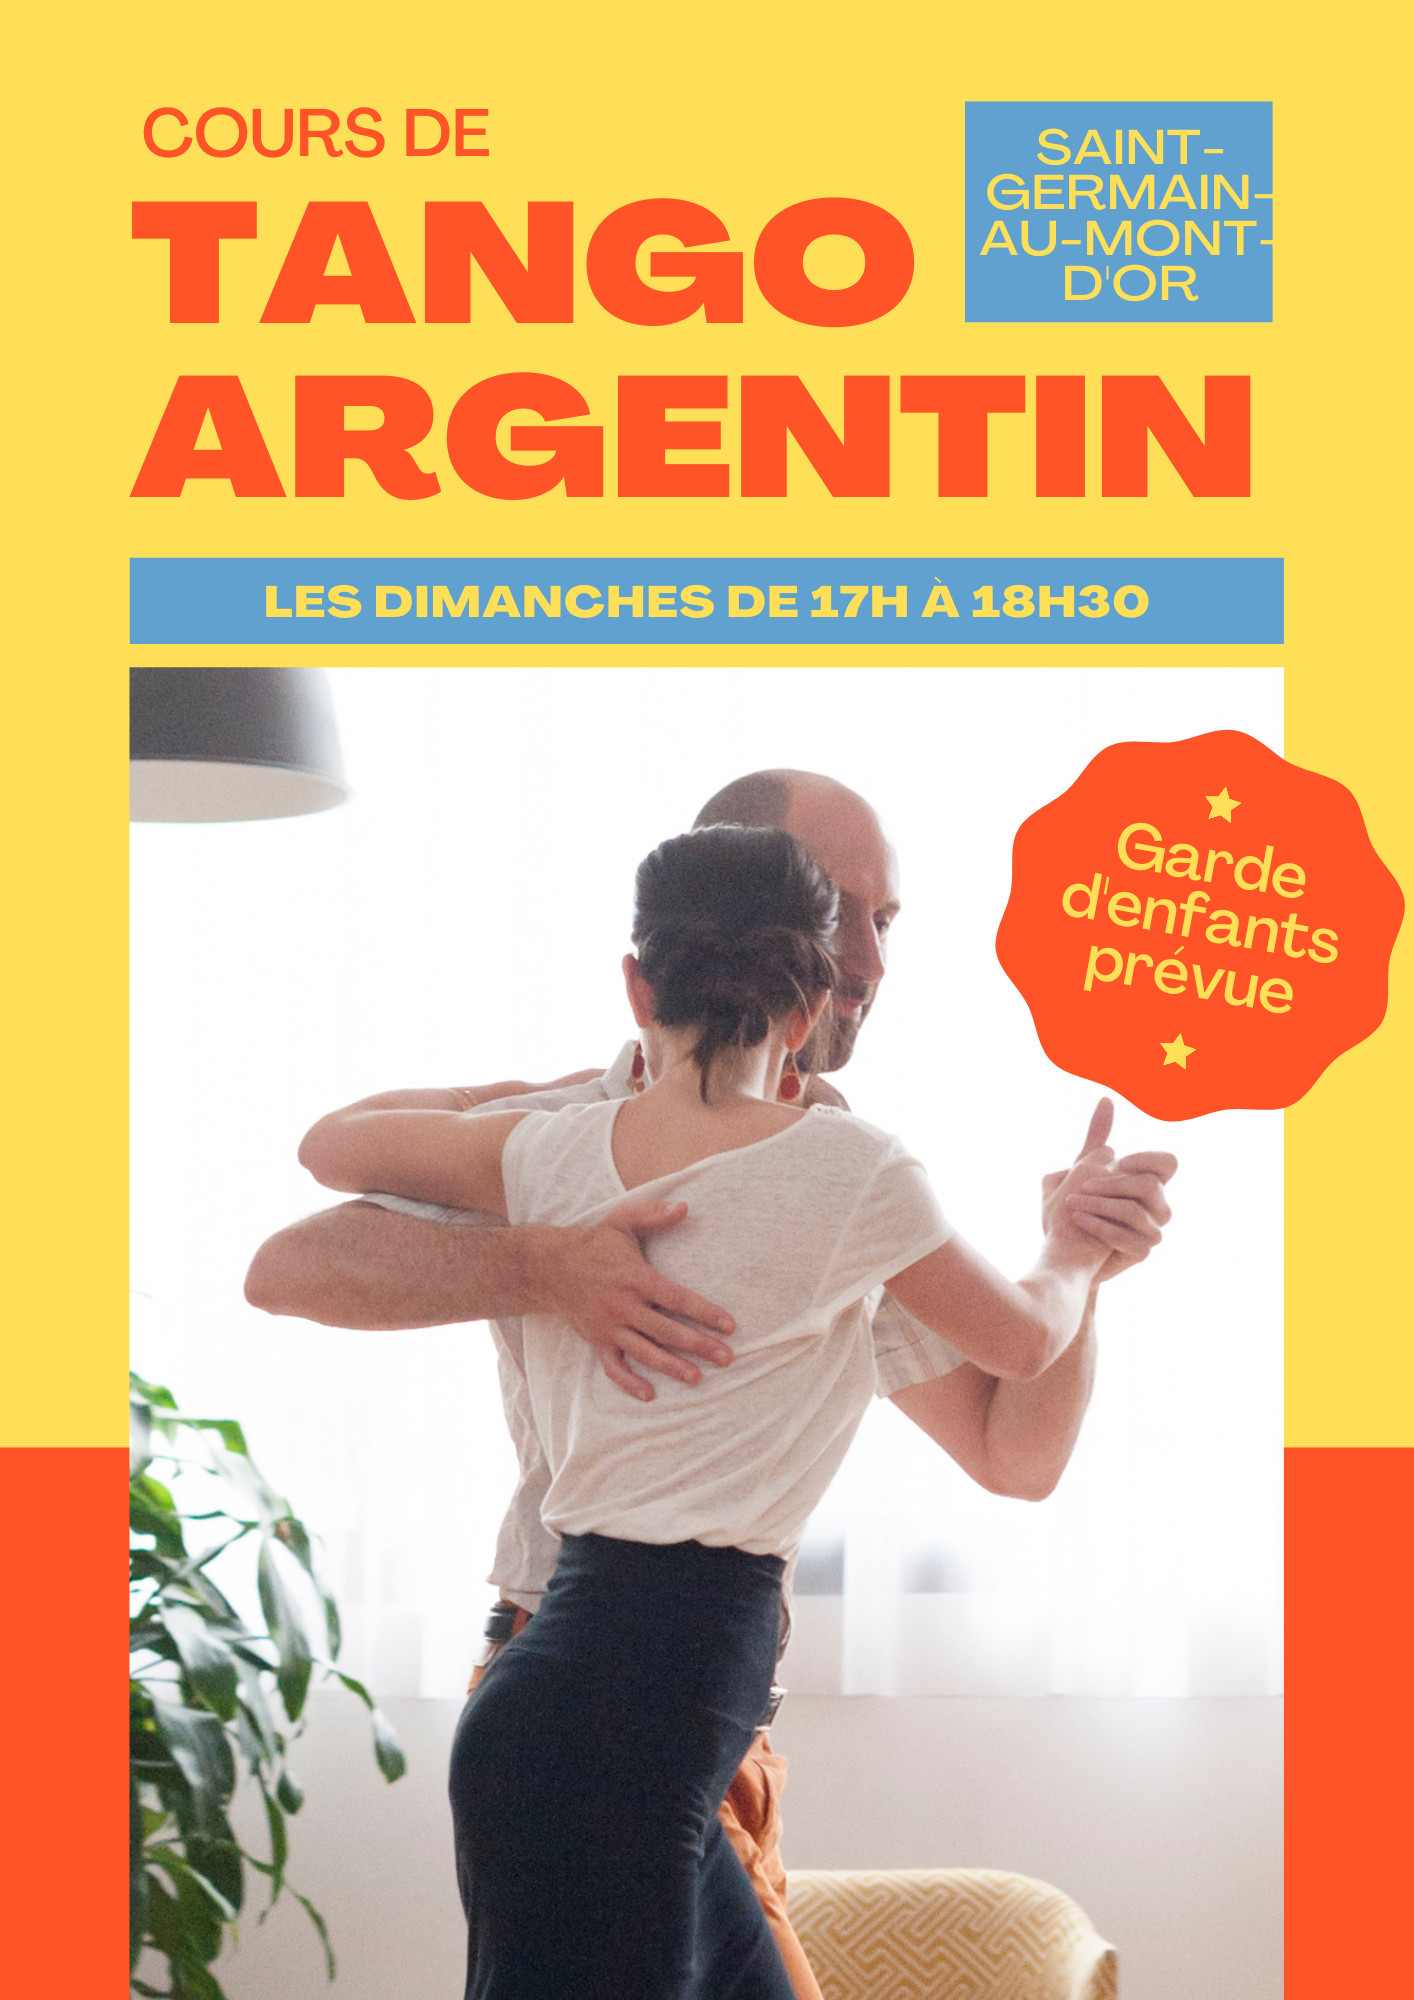 COURS DE
TANGO
ARGENTIN
SAINT-
GERMAIN-
AU-MONT-
D'OR
LES DIMANCHES DE 17H À 18H30
Garde
d'enfants
prévue